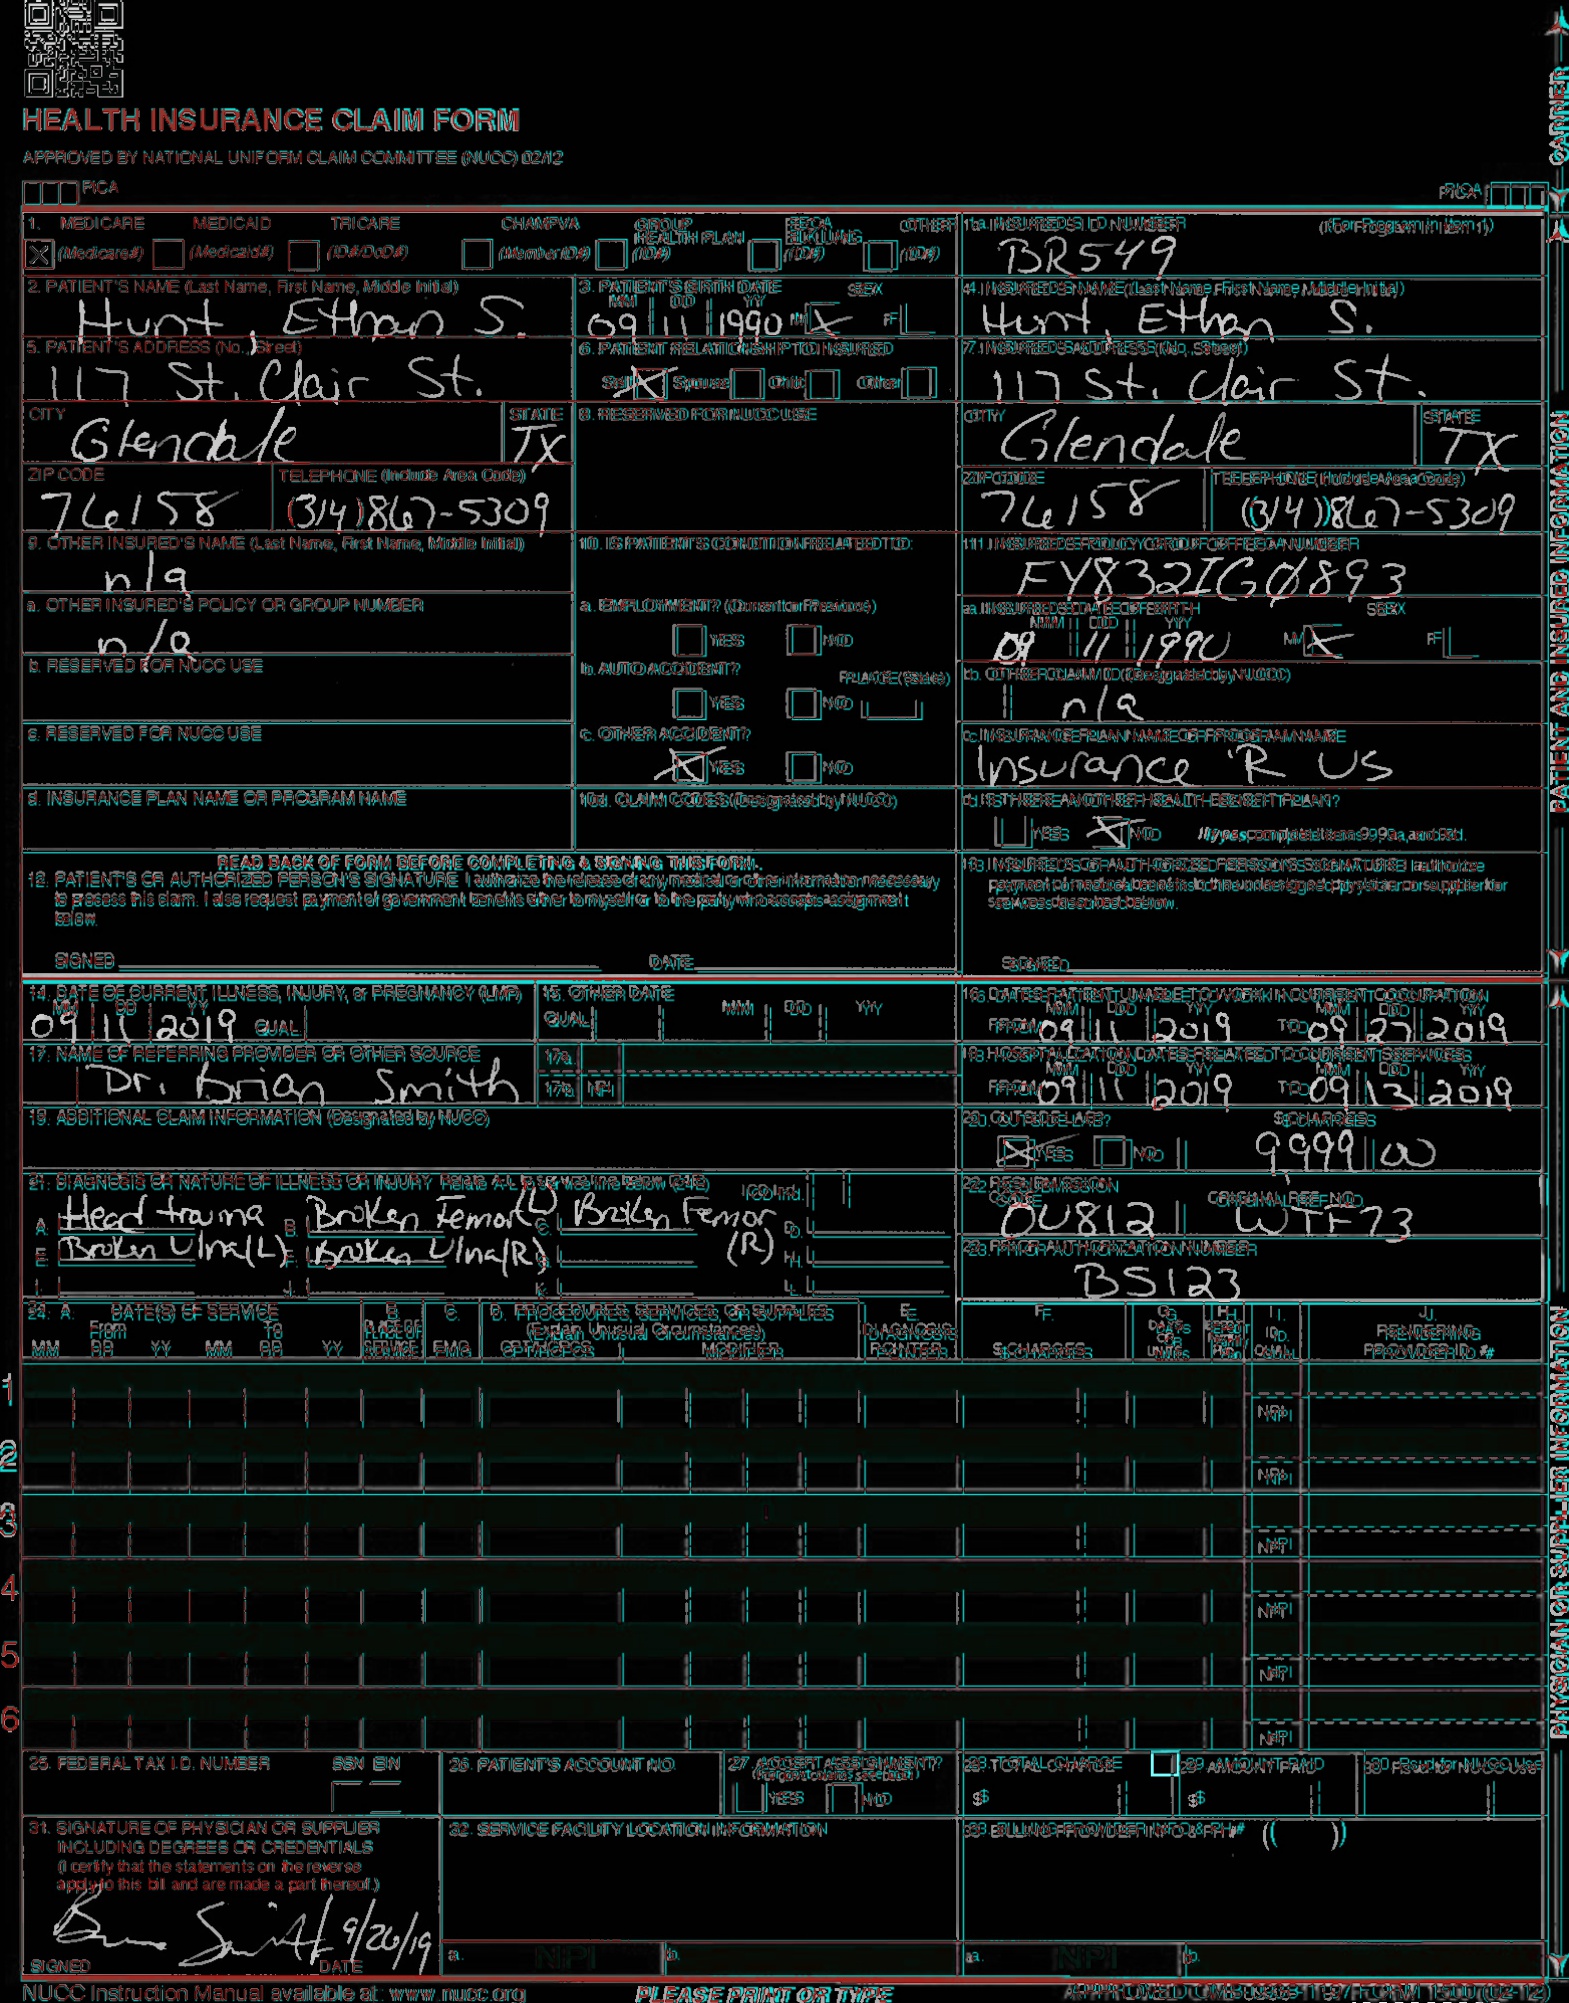 HEALTH INSURANCE CLAIM FORM
APPROVED BY NATIONAL UNIFORM CLAIM COMMITTEE (NUCC) 02/12
PICA
PICA
CARRIER
1. MEDICARE MEDICAID TRICARE CHAMPVA GROUP HEALTH PLAN FECA BLK LUNG OTHER
X (Medicare#) (Medicaid#) (ID#/DoD#) (Member ID#) (ID#) (ID#) (ID#)
1a. INSURED'S I.D. NUMBER (For Program in Item 1)
BR549
2. PATIENT'S NAME (Last Name, First Name, Middle Initial)
Hunt, Ethan S.
3. PATIENT'S BIRTH DATE SEX
MM DD YY
09 11 1990 M X F
4. INSURED'S NAME (Last Name, First Name, Middle Initial)
Hunt, Ethan S.
5. PATIENT'S ADDRESS (No., Street)
117 St. Clair St.
6. PATIENT RELATIONSHIP TO INSURED
Self X Spouse Child Other
7. INSURED'S ADDRESS (No., Street)
117 St. Clair St.
CITY STATE
Glendale TX
8. RESERVED FOR NUCC USE
CITY STATE
Glendale TX
ZIP CODE TELEPHONE (Include Area Code)
76158 (314)867-5309
ZIP CODE TELEPHONE (Include Area Code)
76158 (314)867-5309
9. OTHER INSURED'S NAME (Last Name, First Name, Middle Initial)
n/a
10. IS PATIENT'S CONDITION RELATED TO:
11. INSURED'S POLICY GROUP OR FECA NUMBER
FY832IGØ893
a. OTHER INSURED'S POLICY OR GROUP NUMBER
n/a
a. EMPLOYMENT? (Current or Previous)
YES NO
a. INSURED'S DATE OF BIRTH SEX
MM DD YY
09 11 1990 M X F
b. RESERVED FOR NUCC USE
b. AUTO ACCIDENT? PLACE (State)
YES NO
b. OTHER CLAIM ID (Designated by NUCC)
n/a
c. RESERVED FOR NUCC USE
c. OTHER ACCIDENT?
X YES NO
c. INSURANCE PLAN NAME OR PROGRAM NAME
Insurance 'R US
d. INSURANCE PLAN NAME OR PROGRAM NAME
10d. CLAIM CODES (Designated by NUCC)
d. IS THERE ANOTHER HEALTH BENEFIT PLAN?
YES X NO If yes, complete items 9, 9a, and 9d.
PATIENT AND INSURED INFORMATION
READ BACK OF FORM BEFORE COMPLETING & SIGNING THIS FORM.
12. PATIENT'S OR AUTHORIZED PERSON'S SIGNATURE I authorize the release of any medical or other information necessary
to process this claim. I also request payment of government benefits either to myself or to the party who accepts assignment
below.
SIGNED DATE
13. INSURED'S OR AUTHORIZED PERSON'S SIGNATURE I authorize
payment of medical benefits to the undersigned physician or supplier for
services described below.
SIGNED
14. DATE OF CURRENT ILLNESS, INJURY, or PREGNANCY (LMP)
MM DD YY
09 11 2019 QUAL.
15. OTHER DATE
QUAL. MM DD YY
16. DATES PATIENT UNABLE TO WORK IN CURRENT OCCUPATION
MM DD YY MM DD YY
FROM 09 11 2019 TO 09 27 2019
17. NAME OF REFERRING PROVIDER OR OTHER SOURCE
Dr. Brian Smith
17a.
17b. NPI
18. HOSPITALIZATION DATES RELATED TO CURRENT SERVICES
MM DD YY MM DD YY
FROM 09 11 2019 TO 09 13 2019
19. ADDITIONAL CLAIM INFORMATION (Designated by NUCC)
20. OUTSIDE LAB? $ CHARGES
X YES NO 9999 00
21. DIAGNOSIS OR NATURE OF ILLNESS OR INJURY Relate A-L to service line below (24E) ICD Ind.
A. Head trauma B. Broken Femor (L) C. Broken Femor (R) D.
E. Broken Ulna (L) F. Broken Ulna (R) G. H.
I. J. K. L.
22. RESUBMISSION CODE ORIGINAL REF. NO.
OU812 WTF73
23. PRIOR AUTHORIZATION NUMBER
BS123
24. A. DATE(S) OF SERVICE B. C. D. PROCEDURES, SERVICES, OR SUPPLIES E. F. G. H. I. J.
From To PLACE OF (Explain Unusual Circumstances) DIAGNOSIS DAYS OR ID. RENDERING
MM DD YY MM DD YY SERVICE EMG CPT/HCPCS MODIFIER POINTER $ CHARGES UNITS QUAL. PROVIDER ID. #
1 NPI
2 NPI
3 NPI
4 NPI
5 NPI
6 NPI
PHYSICIAN OR SUPPLIER INFORMATION
25. FEDERAL TAX I.D. NUMBER SSN EIN
26. PATIENT'S ACCOUNT NO.
27. ACCEPT ASSIGNMENT?
(For govt. claims, see back)
YES NO
28. TOTAL CHARGE
$
29. AMOUNT PAID
$
30. Rsvd for NUCC Use
31. SIGNATURE OF PHYSICIAN OR SUPPLIER
INCLUDING DEGREES OR CREDENTIALS
(I certify that the statements on the reverse
apply to this bill and are made a part thereof.)
9/26/19
SIGNED DATE
32. SERVICE FACILITY LOCATION INFORMATION
a. NPI b.
33. BILLING PROVIDER INFO & PH # ( )
a. NPI b.
NUCC Instruction Manual available at: www.nucc.org
PLEASE PRINT OR TYPE
APPROVED OMB-0938-1197 FORM 1500 (02-12)